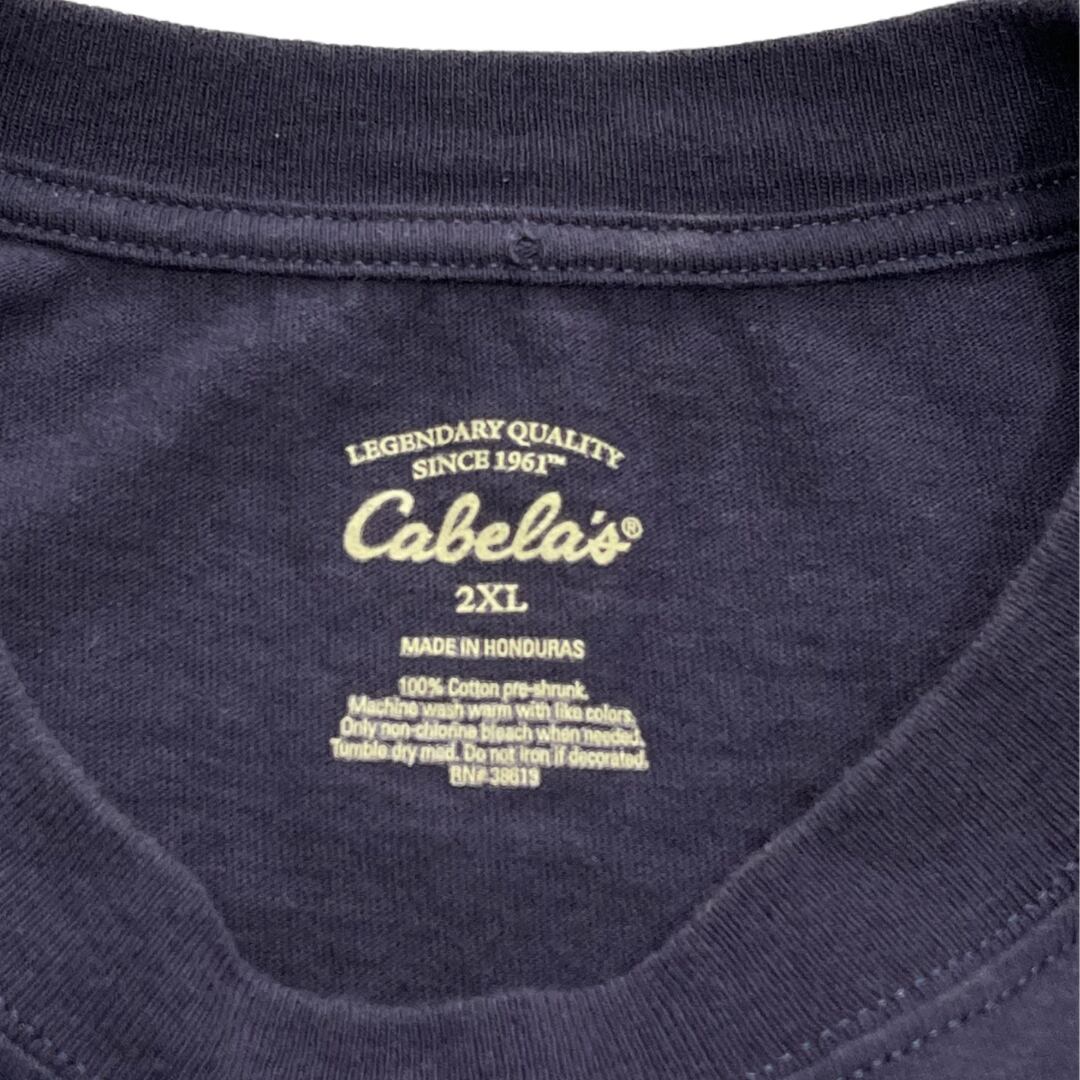 LEGENDARY QUALITY
SINCE 1961™
Cabela's®
2XL
MADE IN HONDURAS
100% Cotton pre-shrunk.
Machine wash warm with like colors.
Only non-chlorine bleach when needed.
Tumble dry med. Do not iron if decorated.
RN# 38619